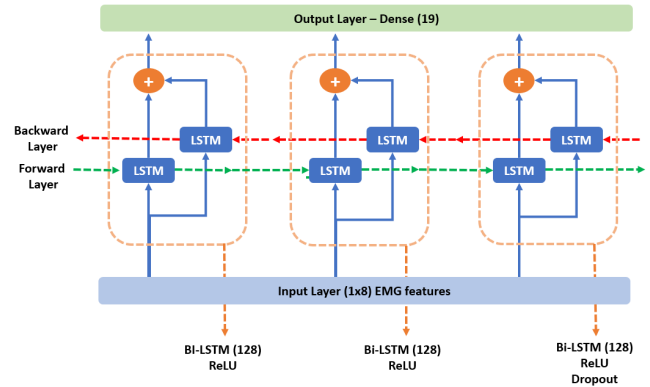 Output Layer – Dense (19)
+
+
+
Backward
Layer
LSTM
LSTM
LSTM
Forward
Layer
LSTM
LSTM
LSTM
Input Layer (1x8) EMG features
BI-LSTM (128)
ReLU
Bi-LSTM (128)
ReLU
Bi-LSTM (128)
ReLU
Dropout